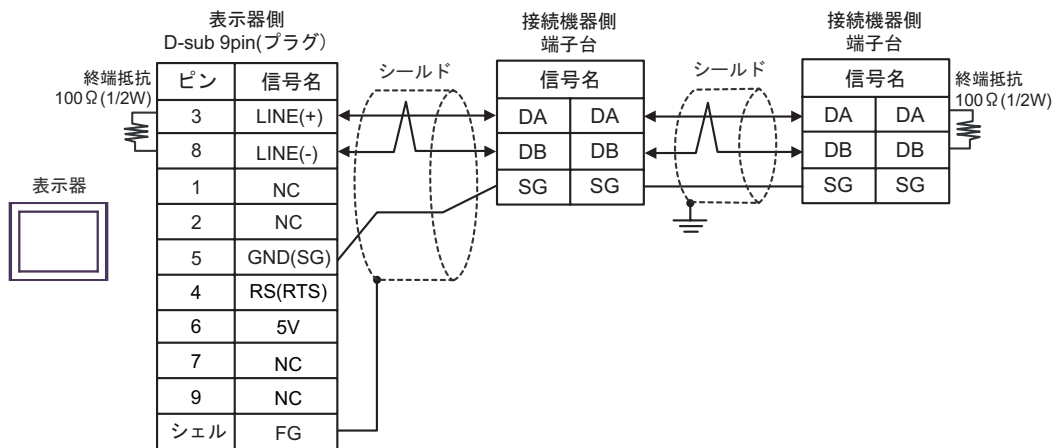 表示器側
D-sub 9pin(プラグ)
接続機器側
端子台
接続機器側
端子台
終端抵抗
100Ω(1/2W)
ピン 信号名
3 LINE(+)
8 LINE(-)
1 NC
2 NC
5 GND(SG)
4 RS(RTS)
6 5V
7 NC
9 NC
シェル FG
表示器
シールド
信号名
DA DA
DB DB
SG SG
シールド
信号名
DA DA
DB DB
SG SG
終端抵抗
100Ω(1/2W)